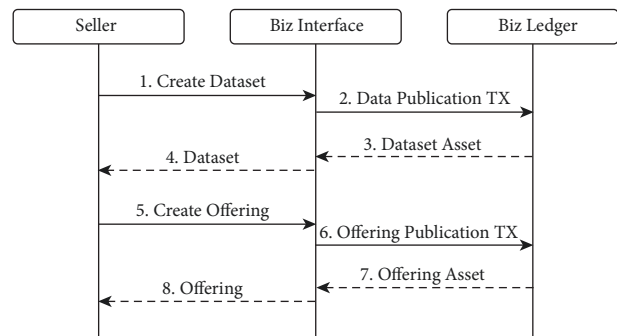 Seller
Biz Interface
Biz Ledger
1. Create Dataset
2. Data Publication TX
3. Dataset Asset
4. Dataset
5. Create Offering
6. Offering Publication TX
7. Offering Asset
8. Offering